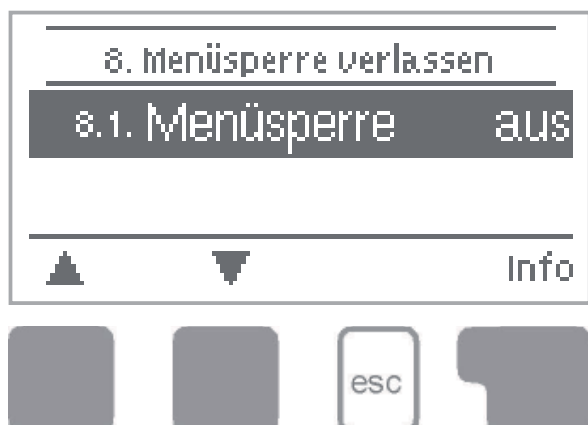 8. Menüsperre verlassen
8.1. Menüsperre aus
Info
esc